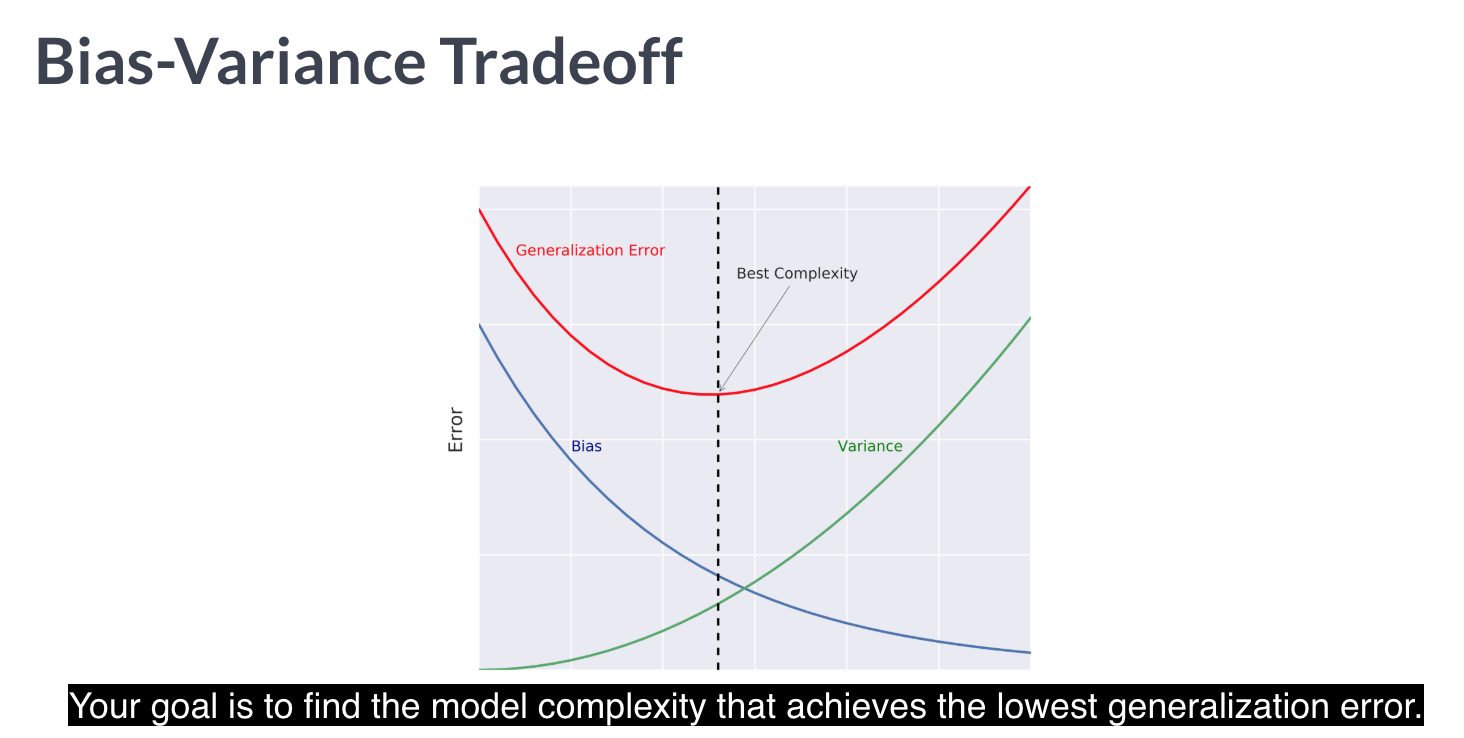 Bias-Variance Tradeoff
Generalization Error
Best Complexity
Error
Bias
Variance
Your goal is to find the model complexity that achieves the lowest generalization error.